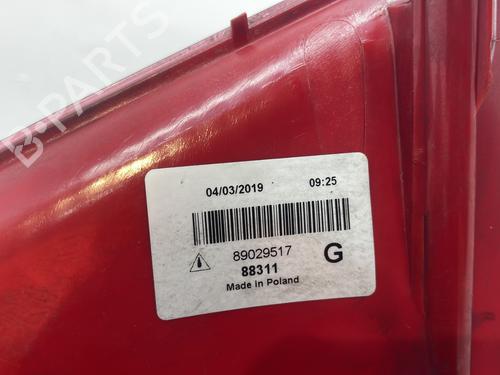 B-PARTS
04/03/2019 09:25
89029517
88311 G
Made in Poland